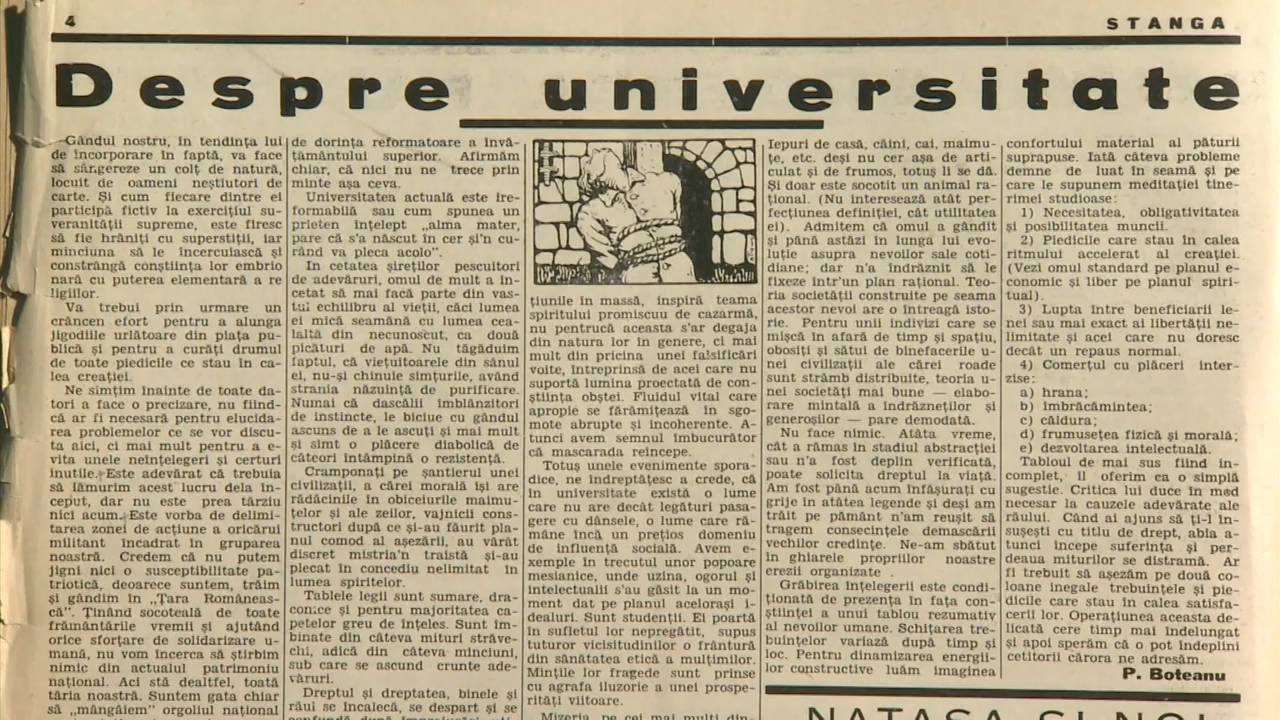 4
STANGA
Despre universitate
Gândul nostru, in tendința lui
de incorporare in faptă, va face
să sângereze un colț de natură,
locuit de oameni neștiutori de
carte. Și cum fiecare dintre ei
participă fictiv la exercițiul su-
veranității supreme, este firesc
să fie hrăniți cu superstiții, iar
minciuna să le încercuiască și
constrângă conștiința lor embrio
nară cu puterea elementară a re
ligiilor.
Va trebui prin urmare un
crâncen efort pentru a alunga
jigodiile urlătoare din piața pu-
blică și pentru a curăți drumul
de toate piedicile ce stau în ca-
lea creației.
Ne simțim înainte de toate da-
tori a face o precizare, nu fiind-
că ar fi necesară pentru elucida-
rea problemelor ce se vor discu-
ta aici, ci mai mult pentru a e-
vita unele neînțelegeri și certuri
inutile. Este adevărat că trebuia
să lămurim acest lucru dela în-
ceput, dar nu este prea târziu
nici acum. Este vorba de delimi-
tarea zonei de acțiune a oricărui
militant încadrat în gruparea
noastră. Credem că nu putem
jigni nici o susceptibilitate pa-
triotică, deoarece suntem, trăim
și gândim in „Țara Româneas-
că". Ținând socoteală de toate
frământările vremii și ajutând
orice sforțare de solidarizare u-
mană, nu vom încerca să știrbim
nimic din actualul patrimoniu
național. Aci stă dealtfel, toată
tăria noastră. Suntem gata chiar
să „mângâiem" orgoliul național
de dorința reformatoare a învă-
țământului superior. Afirmăm
chiar, că nici nu ne trece prin
minte așa ceva.
Universitatea actuală este ire-
formabilă sau cum spunea un
prieten înțelept „alma mater,
pare că s'a născut în cer și'n cu-
rând va pleca acolo".
In cetatea șireților pescuitori
de adevăruri, omul de mult a în-
cetat să mai facă parte din vas-
tul echilibru al vieții, căci lumea
ei mică seamănă cu lumea cea-
laltă din necunoscut, ca două
picături de apă. Nu tăgăduim
faptul, că viețuitoarele din sânul
ei, nu-și chinule simțurile, având
strania năzuință de purificare.
Numai că dascălii îmblânzitori
de instincte, le biciue cu gândul
ascuns de a le ascuți și mai mult
și simt o plăcere diabolică de
câteori întâmpină o rezistență.
Cramponați pe șantierul unei
civilizații, a cărei morală își are
rădăcinile în obiceiurile maimu-
țelor și ale zeilor, vajnicii cons-
tructori după ce și-au făurit pla-
nul comod al așezării, au vârât
discret mistria'n traistă și-au
plecat în concediu nelimitat în
lumea spiritelor.
Tablele legii sunt sumare, dra-
conice și pentru majoritatea ca-
petelor greu de înțeles. Sunt îm-
binate din câteva mituri străve-
chi, adică din câteva minciuni,
sub care se ascund crunte ade-
văruri.
Dreptul și dreptatea, binele și
răul se încalecă, se despart și se
țiunile în massă, inspiră teama
spiritului promiscuu de cazarmă,
nu pentrucă aceasta s'ar degaja
din natura lor în genere, ci mai
mult din pricina unei falsificări
voite, întreprinsă de acei care nu
suportă lumina proiectată de con-
știința obștei. Fluidul vital care
apropie se fărâmițează în sgo-
mote abrupte și incoherente. A-
tunci avem semnul îmbucurător
că mascarada reîncepe.
Totuș unele evenimente spora-
dice, ne îndreptățesc a crede, că
în universitate există o lume
care nu are decât legături pasa-
gere cu dânsele, o lume care ră-
mâne încă un prețios domeniu
de influență socială. Avem e-
xemple în trecutul unor popoare
mesianice, unde uzina, ogorul și
intelectualii s'au găsit la un mo-
ment dat pe planul acelorași i-
dealuri. Sunt studenții. Ei poartă
în sufletul lor nepregătit, supus
tuturor vicisitudinilor o frântură
din sănătatea etică a mulțimilor.
Mințile lor fragede sunt prinse
cu agrafa iluzorie a unei prospe-
rități viitoare.
Mizeria, pe cei mai mulți din-
Iepuri de casă, câini, cai, maimu-
țe, etc. deși nu cer așa de arti-
culat și de frumos, totuș li se dă.
Și doar este socotit un animal ra-
țional. (Nu interesează atât per-
fecțiunea definiției, cât utilitatea
ei). Admitem că omul a gândit
și până astăzi în lunga lui evo-
luție asupra nevoilor sale coti-
diane; dar n'a îndrăznit să le
fixeze într'un plan rațional. Teo-
ria societății construite pe seama
acestor nevoi are o întreagă isto-
rie. Pentru unii indivizi care se
mișcă în afară de timp și spațiu,
obosiți și sătui de binefacerile u-
nei civilizații ale cărei roade
sunt strâmb distribuite, teoria u-
nei societăți mai bune — elabo-
rare mintală a îndrăzneților și
generoșilor — pare demodată.
Nu face nimic. Atâta vreme,
cât a rămas în stadiul abstracției
sau n'a fost deplin verificată,
poate solicita dreptul la viață.
Am fost până acum înfășurați cu
grije in atâtea legende și deși am
trăit pe pământ n'am reușit să
tragem consecințele demascării
vechilor credințe. Ne-am sbătut
în ghiarele propriilor noastre
erezii organizate .
Grăbirea înțelegerii este condi-
ționată de prezența în fața con-
știenței a unui tablou rezumativ
al nevoilor umane. Schițarea tre-
buințelor variază după timp și
loc. Pentru dinamizarea energii-
lor constructive luăm imaginea
confortului material al păturii
suprapuse. Iată câteva probleme
demne de luat în seamă și pe
care le supunem meditației tine-
rimei studioase:
1) Necesitatea, obligativitatea
și posibilitatea muncii.
2) Piedicile care stau în calea
ritmului accelerat al creației.
(Vezi omul standard pe planul e-
conomic și liber pe planul spiri-
tual).
3) Lupta între beneficiarii le-
nei sau mai exact ai libertății ne-
limitate și acei care nu doresc
decât un repaus normal.
4) Comerțul cu plăceri inter-
zise:
a) hrana;
b) îmbrăcămintea;
c) căldura;
d) frumusețea fizică și morală;
e) dezvoltarea intelectuală.
Tabloul de mai sus fiind in-
complet, îl oferim ca o simplă
sugestie. Critica lui duce în mod
necesar la cauzele adevărate ale
răului. Când ai ajuns să ți-l în-
sușești cu titlu de drept, abia a-
tunci începe suferința și per-
deaua miturilor se distramă. Ar
fi trebuit să așezăm pe două co-
loane inegale trebuințele și pie-
dicile care stau în calea satisfa-
cerii lor. Operațiunea aceasta de-
licată cere timp mai îndelungat
și apoi sperăm că o pot îndeplini
cetitorii cărora ne adresăm.
P. Boteanu
NATAȘA ȘI NOI